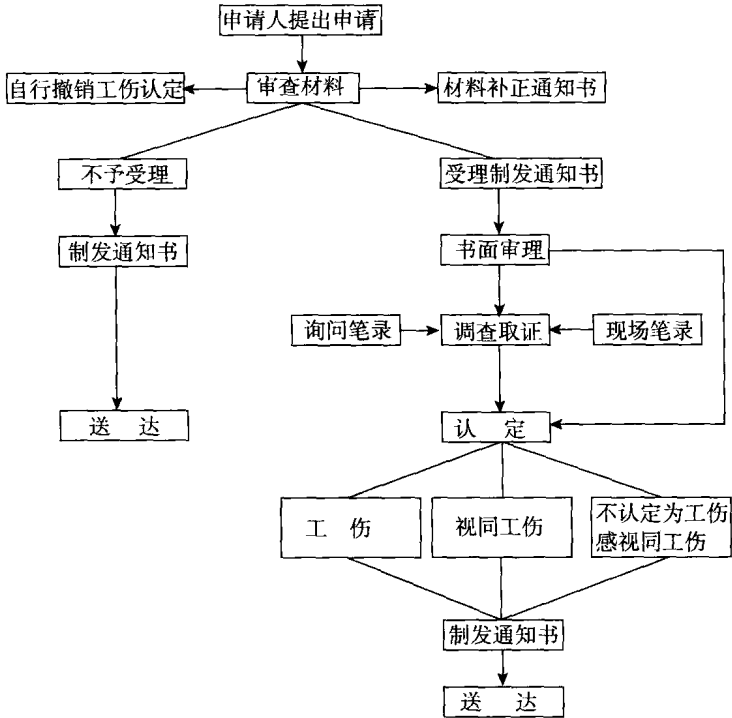 申请人提出申请
自行撤销工伤认定
审查材料
材料补正通知书
不予受理
受理制发通知书
制发通知书
书面审理
询问笔录
调查取证
现场笔录
送 达
认 定
工 伤
视同工伤
不认定为工伤
感视同工伤
制发通知书
送 达